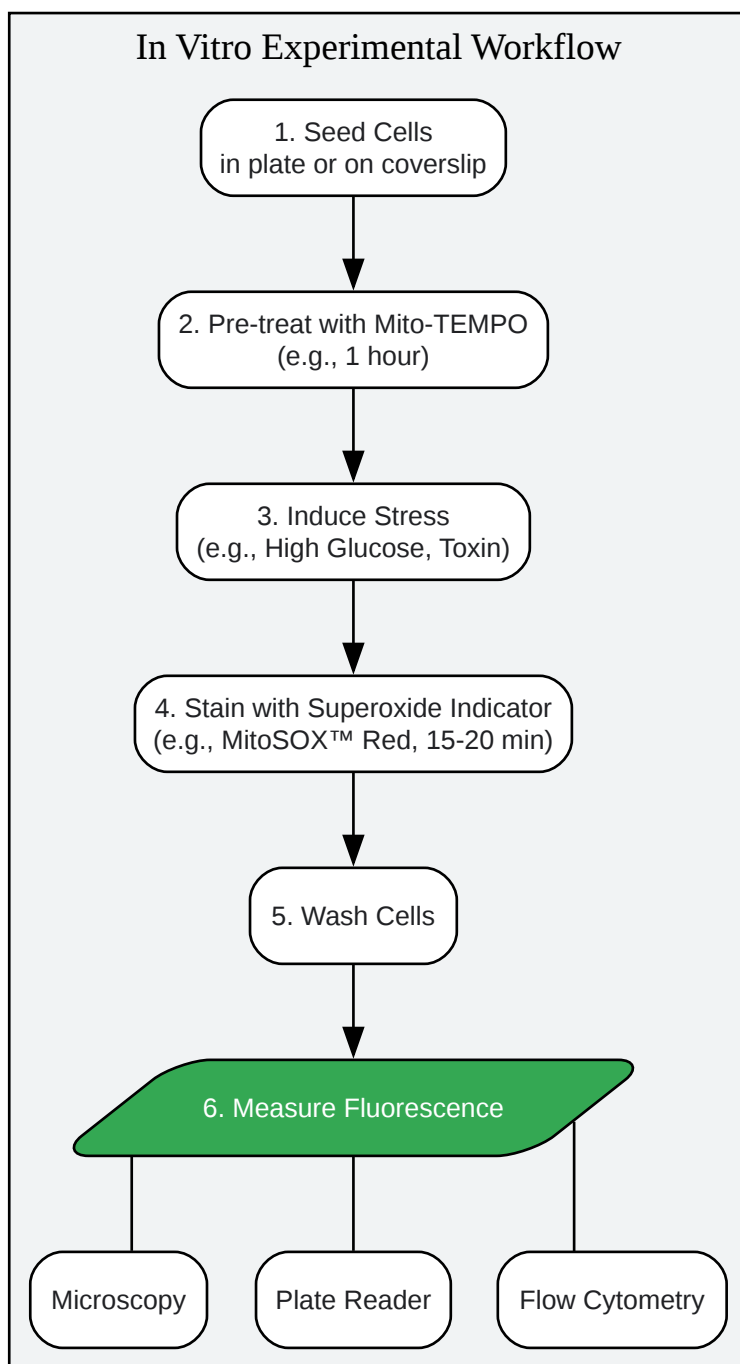 In Vitro Experimental Workflow
1. Seed Cells
in plate or on coverslip
2. Pre-treat with Mito-TEMPO
(e.g., 1 hour)
3. Induce Stress
(e.g., High Glucose, Toxin)
4. Stain with Superoxide Indicator
(e.g., MitoSOX™ Red, 15-20 min)
5. Wash Cells
6. Measure Fluorescence
Microscopy
Plate Reader
Flow Cytometry